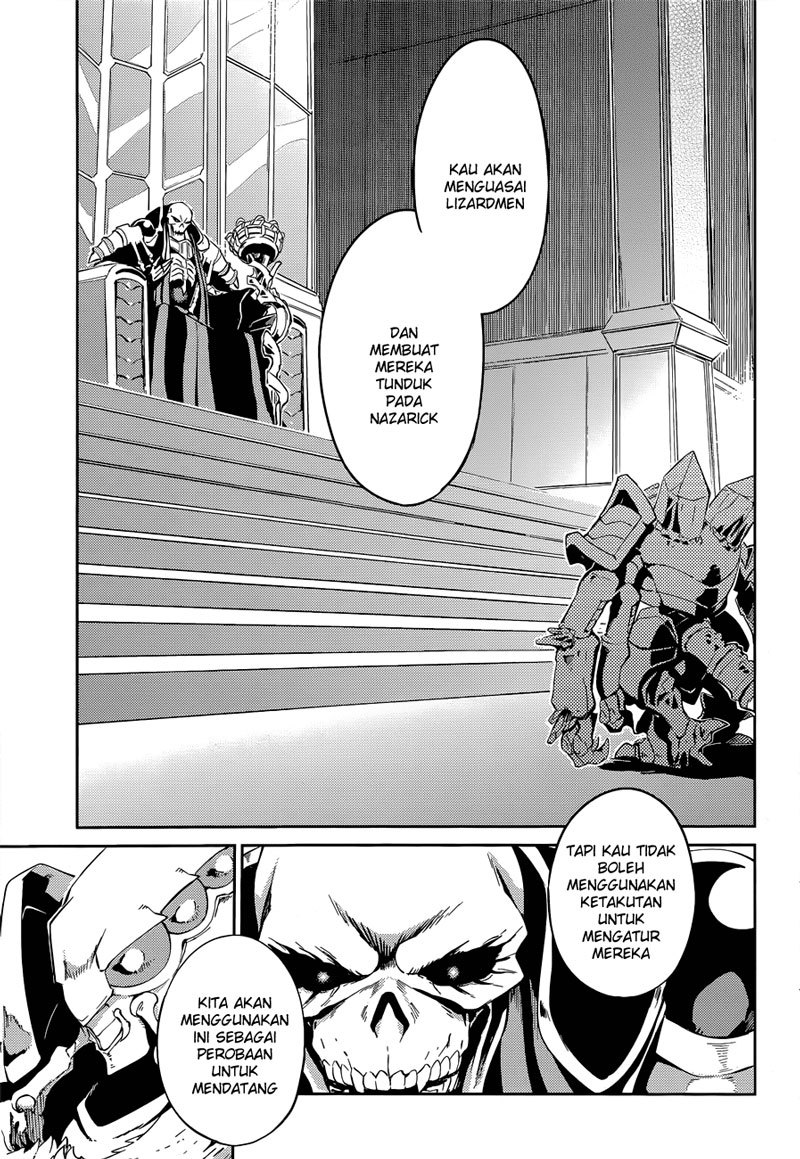 KAU AKAN
MENGUASAI
LIZARDMEN
DAN
MEMBUAT
MEREKA
TUNDUK
PADA
NAZARICK
TAPI KAU TIDAK
BOLEH
MENGGUNAKAN
KETAKUTAN
UNTUK
MENGATUR
MEREKA
KITA AKAN
MENGGUNAKAN
INI SEBAGAI
PEROBAAN
UNTUK
MENDATANG